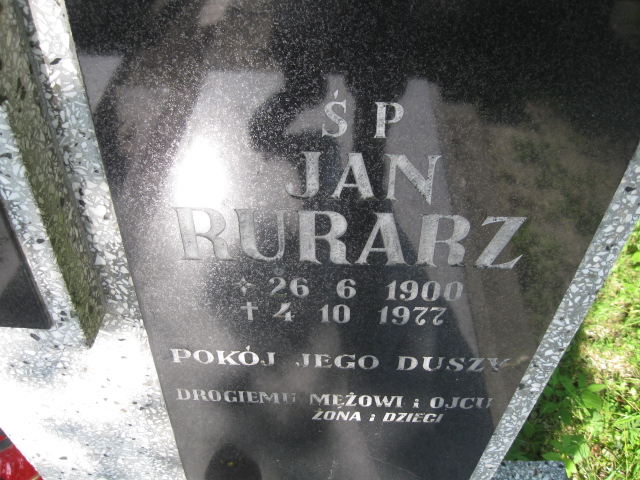 ŚP
JAN
RURARZ
* 26 6 1900
† 4 10 1977
POKÓJ JEGO DUSZY
DROGIEMU MĘŻOWI i OJCU
ŻONA i DZIECI